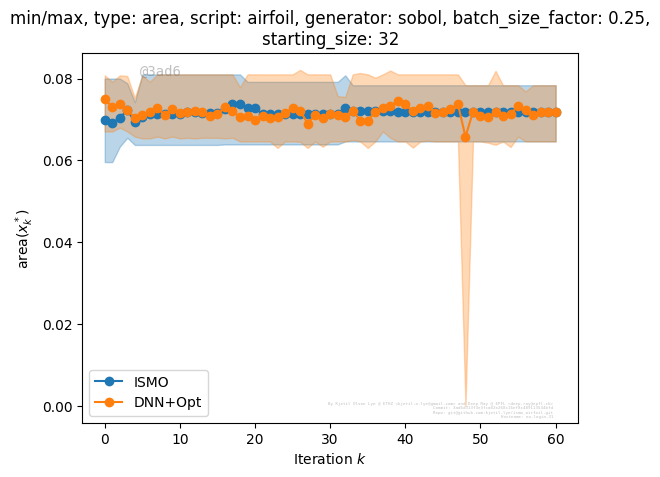 min/max, type: area, script: airfoil, generator: sobol, batch_size_factor: 0.25,
starting_size: 32
@3ad6
0.08
0.06
0.04
0.02
0.00
area(x*k)
ISMO
DNN+Opt
0 10 20 30 40 50 60
Iteration k